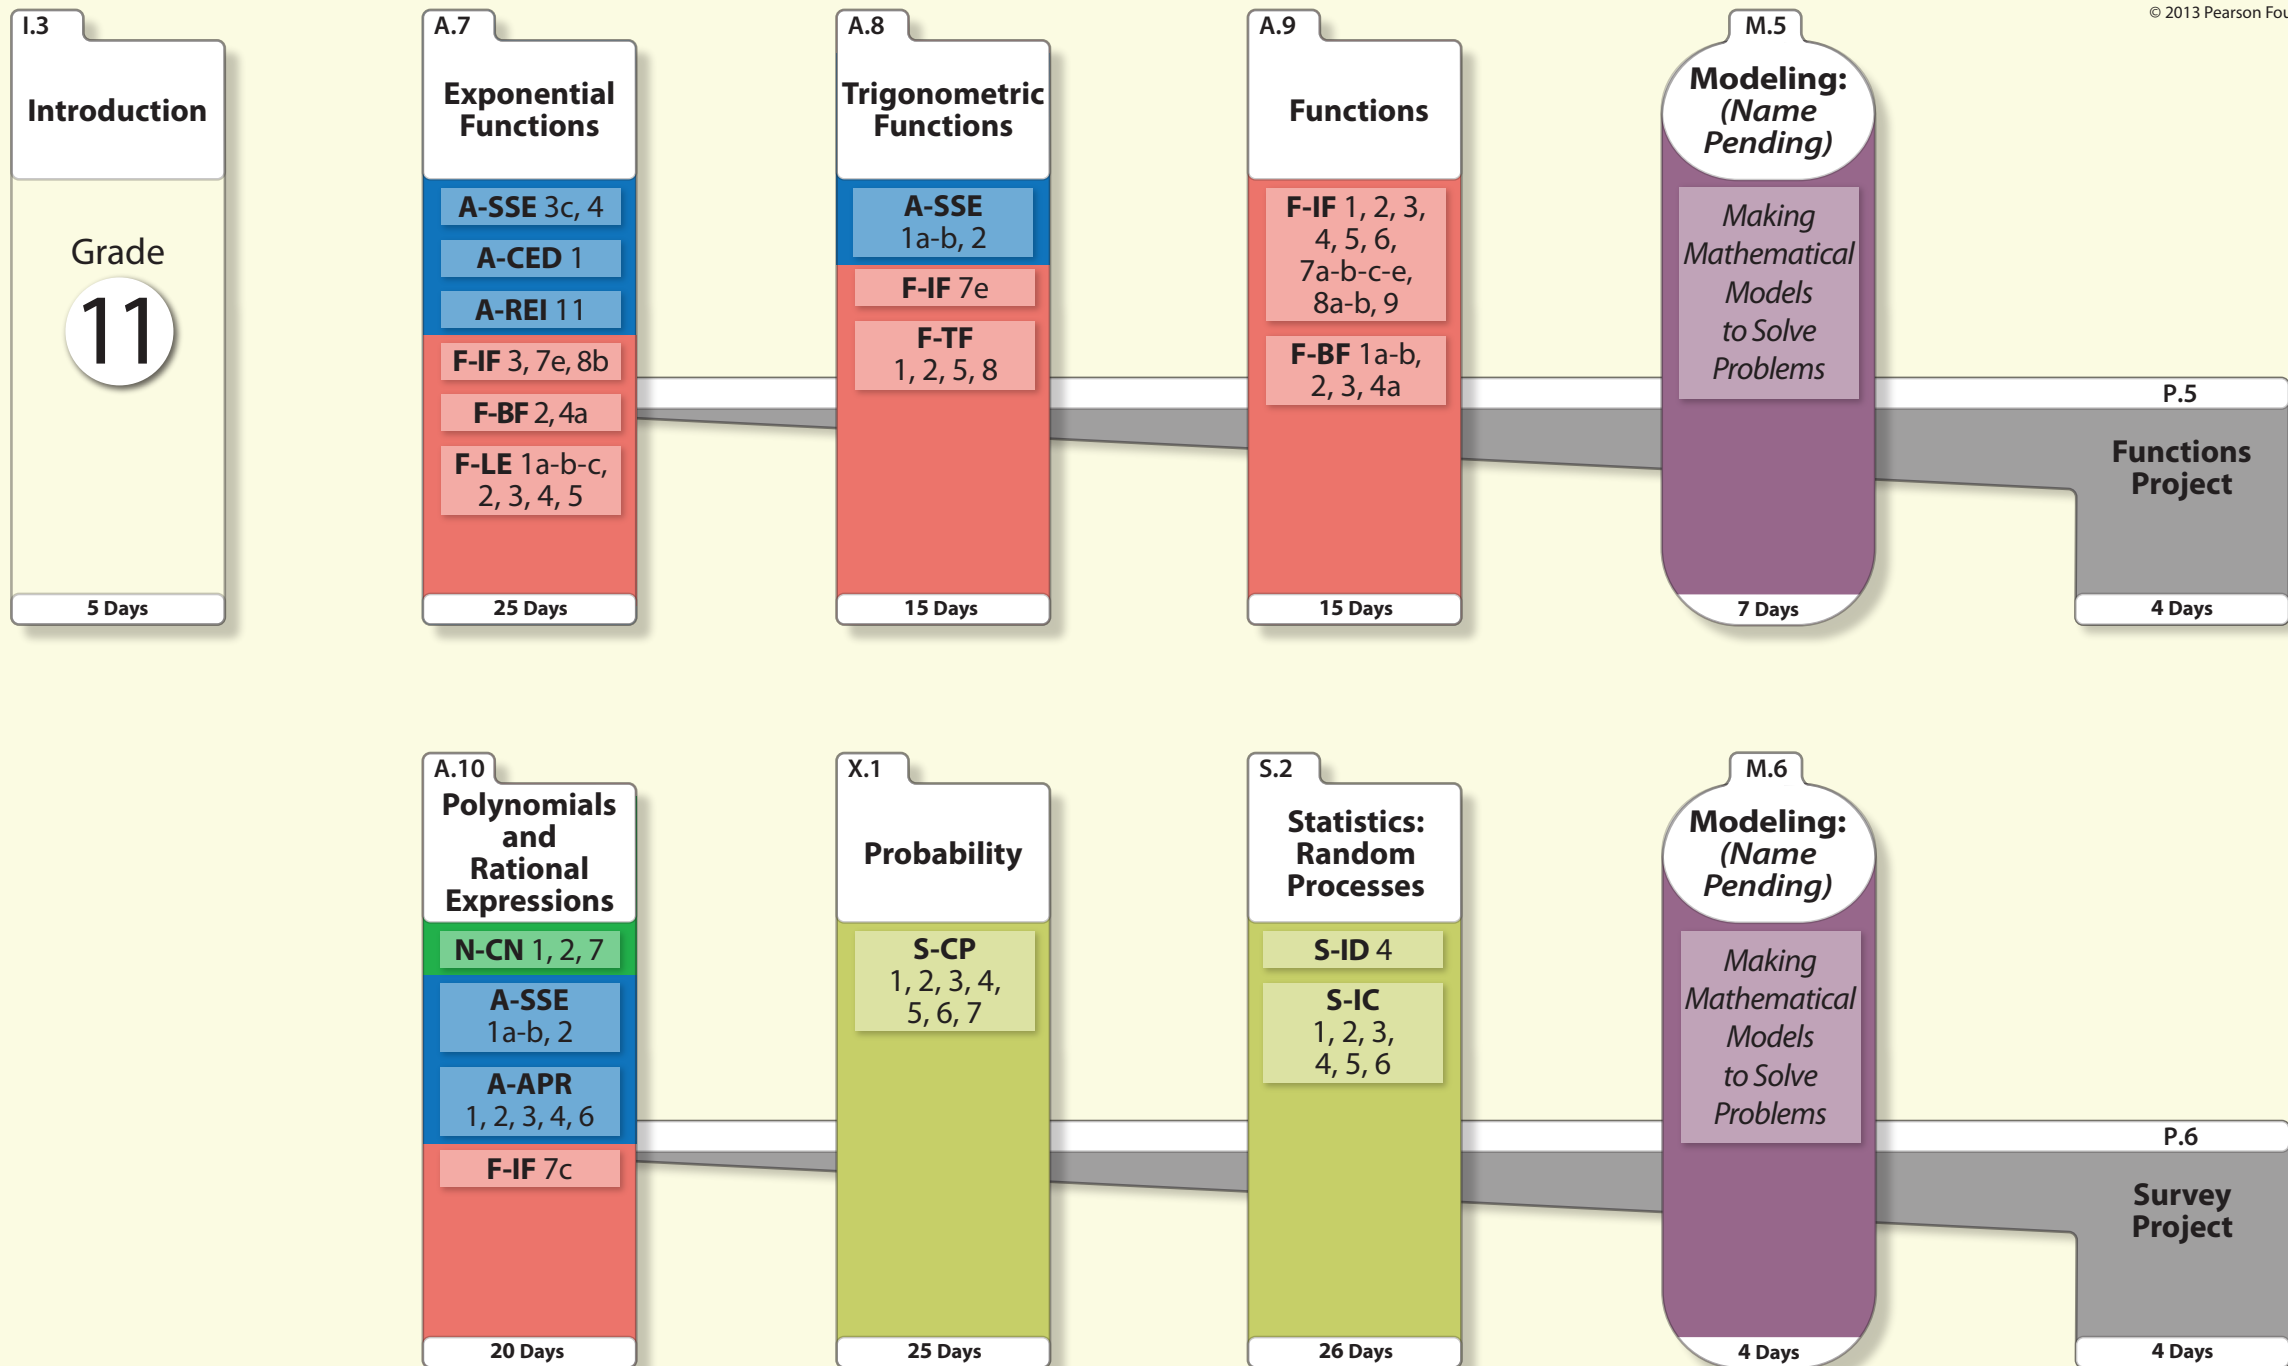 © 2013 Pearson Fou
I.3
Introduction
Grade
11
5 Days
A.7
Exponential
Functions
A-SSE 3c, 4
A-CED 1
A-REI 11
F-IF 3, 7e, 8b
F-BF 2, 4a
F-LE 1a-b-c,
2, 3, 4, 5
25 Days
A.8
Trigonometric
Functions
A-SSE
1a-b, 2
F-IF 7e
F-TF
1, 2, 5, 8
15 Days
A.9
Functions
F-IF 1, 2, 3,
4, 5, 6,
7a-b-c-e,
8a-b, 9
F-BF 1a-b,
2, 3, 4a
15 Days
M.5
Modeling:
(Name
Pending)
Making
Mathematical
Models
to Solve
Problems
7 Days
P.5
Functions
Project
4 Days
A.10
Polynomials
and
Rational
Expressions
N-CN 1, 2, 7
A-SSE
1a-b, 2
A-APR
1, 2, 3, 4, 6
F-IF 7c
20 Days
X.1
Probability
S-CP
1, 2, 3, 4,
5, 6, 7
25 Days
S.2
Statistics:
Random
Processes
S-ID 4
S-IC
1, 2, 3,
4, 5, 6
26 Days
M.6
Modeling:
(Name
Pending)
Making
Mathematical
Models
to Solve
Problems
4 Days
P.6
Survey
Project
4 Days